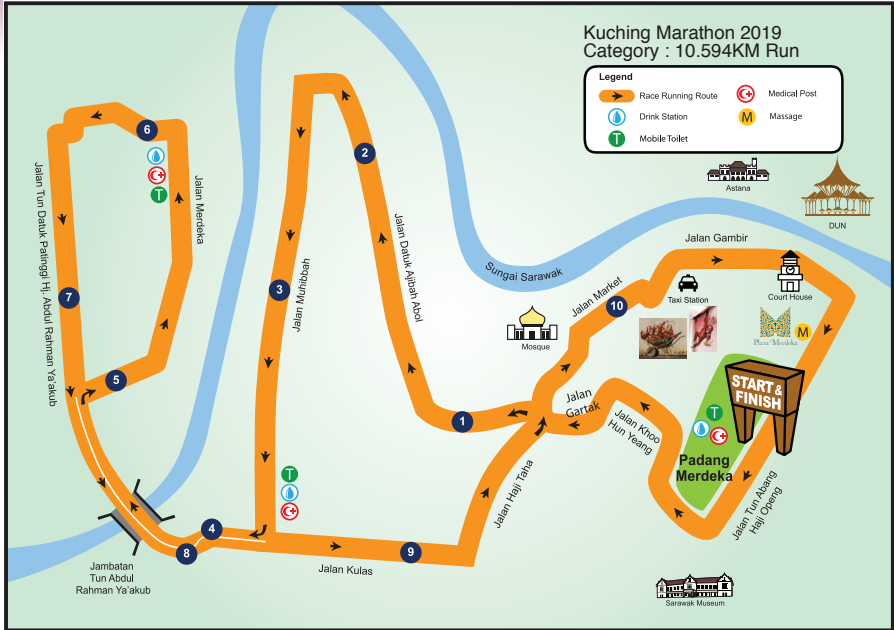 Kuching Marathon 2019
Category : 10.594KM Run
Legend
Race Running Route
Medical Post
Drink Station
M
Massage
T
Mobile Toilet
Astana
DUN
6
T
Jalan Merdeka
Jalan Tun Datuk Patinggi Hj. Abdul Rahman Ya'akub
7
5
2
3
Jalan Muhibbah
Jalan Datuk Ajibah Abol
Sungai Sarawak
Jalan Gambir
Taxi Station
Court House
Jalan Market
10
Mosque
Plaza Merdeka
M
START &
FINISH
1
Jalan
Gartak
Jalan Khoo
Hun Yeang
T
Padang
Merdeka
Jalan Tun Abang
Haji Openg
Jalan Haji Taha
T
4
8
9
Jalan Kulas
Jambatan
Tun Abdul
Rahman Ya'akub
Sarawak Museum